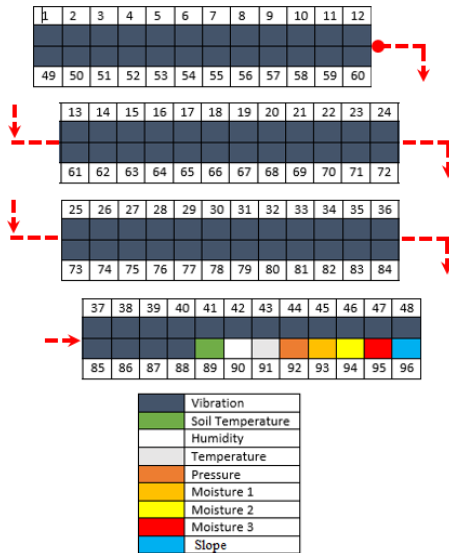 1 2 3 4 5 6 7 8 9 10 11 12
49 50 51 52 53 54 55 56 57 58 59 60
13 14 15 16 17 18 19 20 21 22 23 24
61 62 63 64 65 66 67 68 69 70 71 72
25 26 27 28 29 30 31 32 33 34 35 36
73 74 75 76 77 78 79 80 81 82 83 84
37 38 39 40 41 42 43 44 45 46 47 48
85 86 87 88 89 90 91 92 93 94 95 96
Vibration
Soil Temperature
Humidity
Temperature
Pressure
Moisture 1
Moisture 2
Moisture 3
Slope